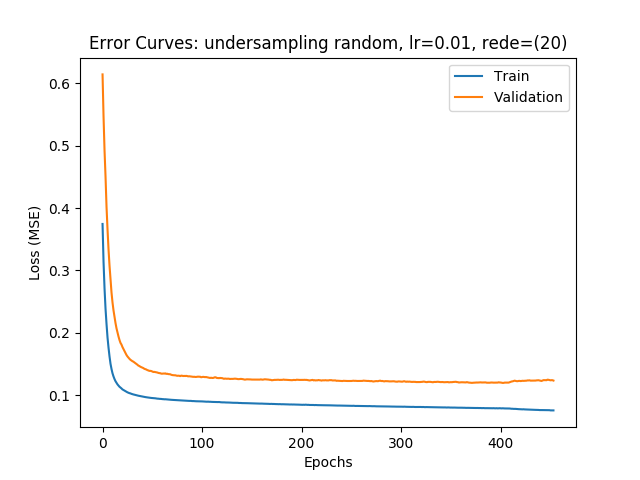 Error Curves: undersampling random, lr=0.01, rede=(20)
Train
Validation
Loss (MSE)
0.6
0.5
0.4
0.3
0.2
0.1
0
100
200
300
400
Epochs